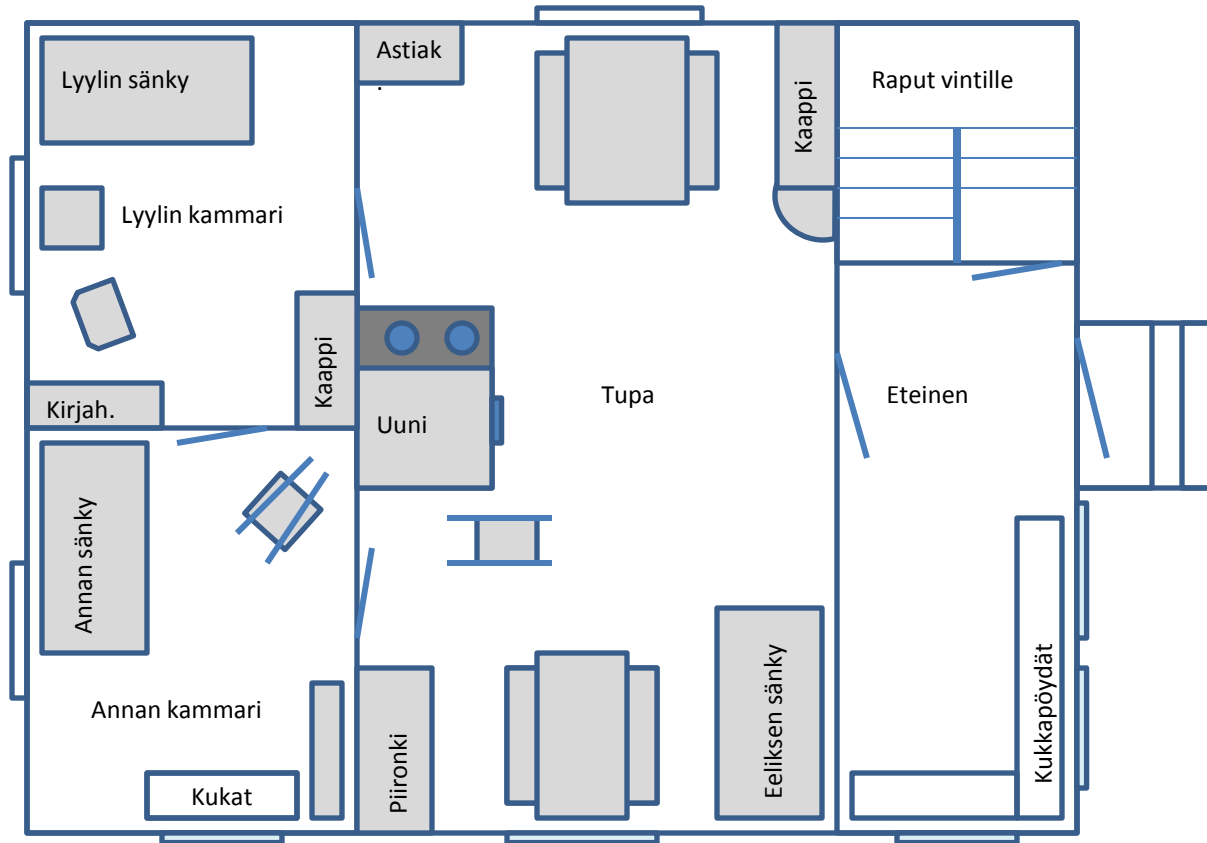 Lyylin sänky
Astiak
.
Kaappi
Raput vintille
Lyylin kammari
Kaappi
Kirjah.
Uuni
Tupa
Eteinen
Annan sänky
Annan kammari
Kukat
Piironki
Eeliksen sänky
Kukkapöydät